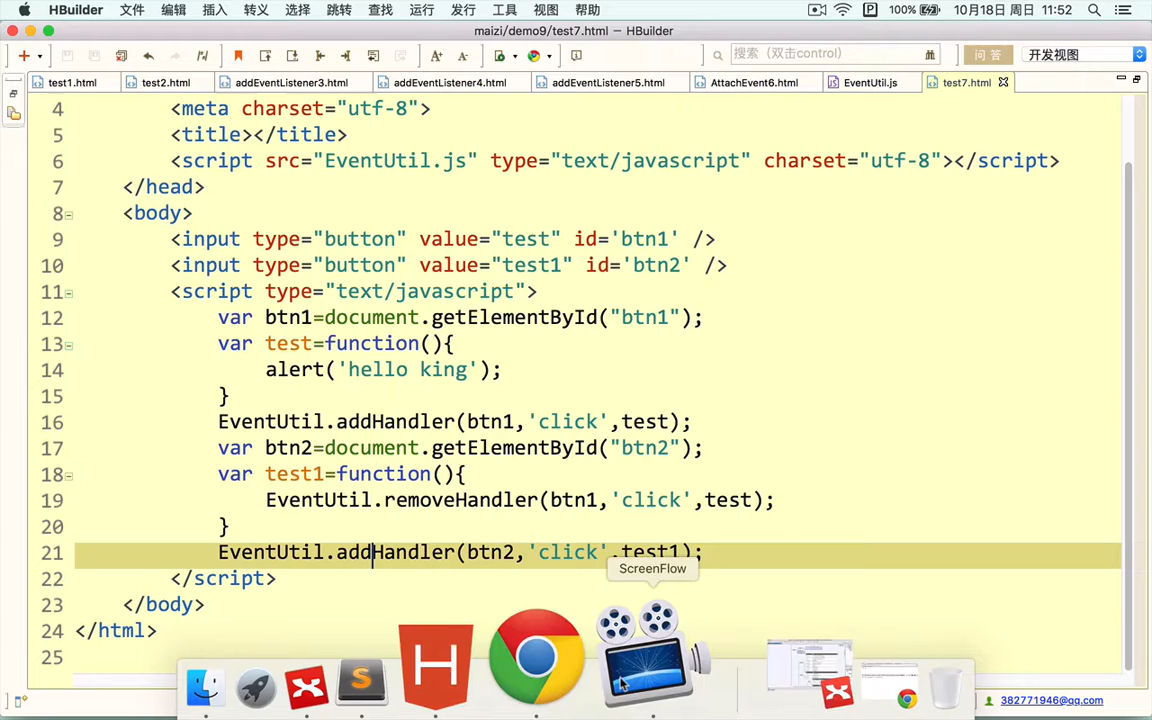 HBuilder 文件 编辑 插入 转义 选择 跳转 查找 运行 发行 工具 视图 帮助 P 100% 10月18日 周日 11:52
maizi/demo9/test7.html — HBuilder
搜索（双击control） 问 答 开发视图
test1.html test2.html addEventListener3.html addEventListener4.html addEventListener5.html AttachEvent6.html EventUtil.js test7.html
4 <meta charset="utf-8">
5 <title></title>
6 <script src="EventUtil.js" type="text/javascript" charset="utf-8"></script>
7 </head>
8 <body>
9 <input type="button" value="test" id='btn1' />
10 <input type="button" value="test1" id='btn2' />
11 <script type="text/javascript">
12 var btn1=document.getElementById("btn1");
13 var test=function(){
14 alert('hello king');
15 }
16 EventUtil.addHandler(btn1,'click',test);
17 var btn2=document.getElementById("btn2");
18 var test1=function(){
19 EventUtil.removeHandler(btn1,'click',test);
20 }
21 EventUtil.addHandler(btn2,'click',test1);
22 </script>
23 </body>
24 </html>
25
ScreenFlow
382771946@qq.com